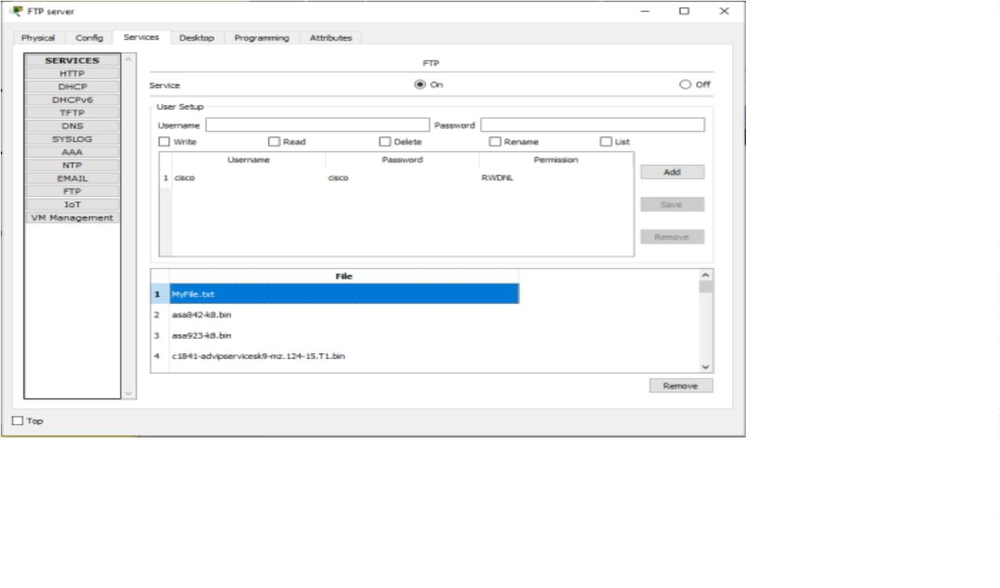 FTP server
Physical Config Services Desktop Programming Attributes
SERVICES
HTTP
DHCP
DHCPv6
TFTP
DNS
SYSLOG
AAA
NTP
EMAIL
FTP
IoT
VM Management
FTP
Service On Off
User Setup
Username Password
Write Read Delete Rename List
Username Password Permission
1 cisco cisco RWDNL
Add
Save
Remove
File
1 MyFile.txt
2 asa842-k8.bin
3 asa923-k8.bin
4 c1841-advipservicesk9-mz.124-15.T1.bin
Remove
Top